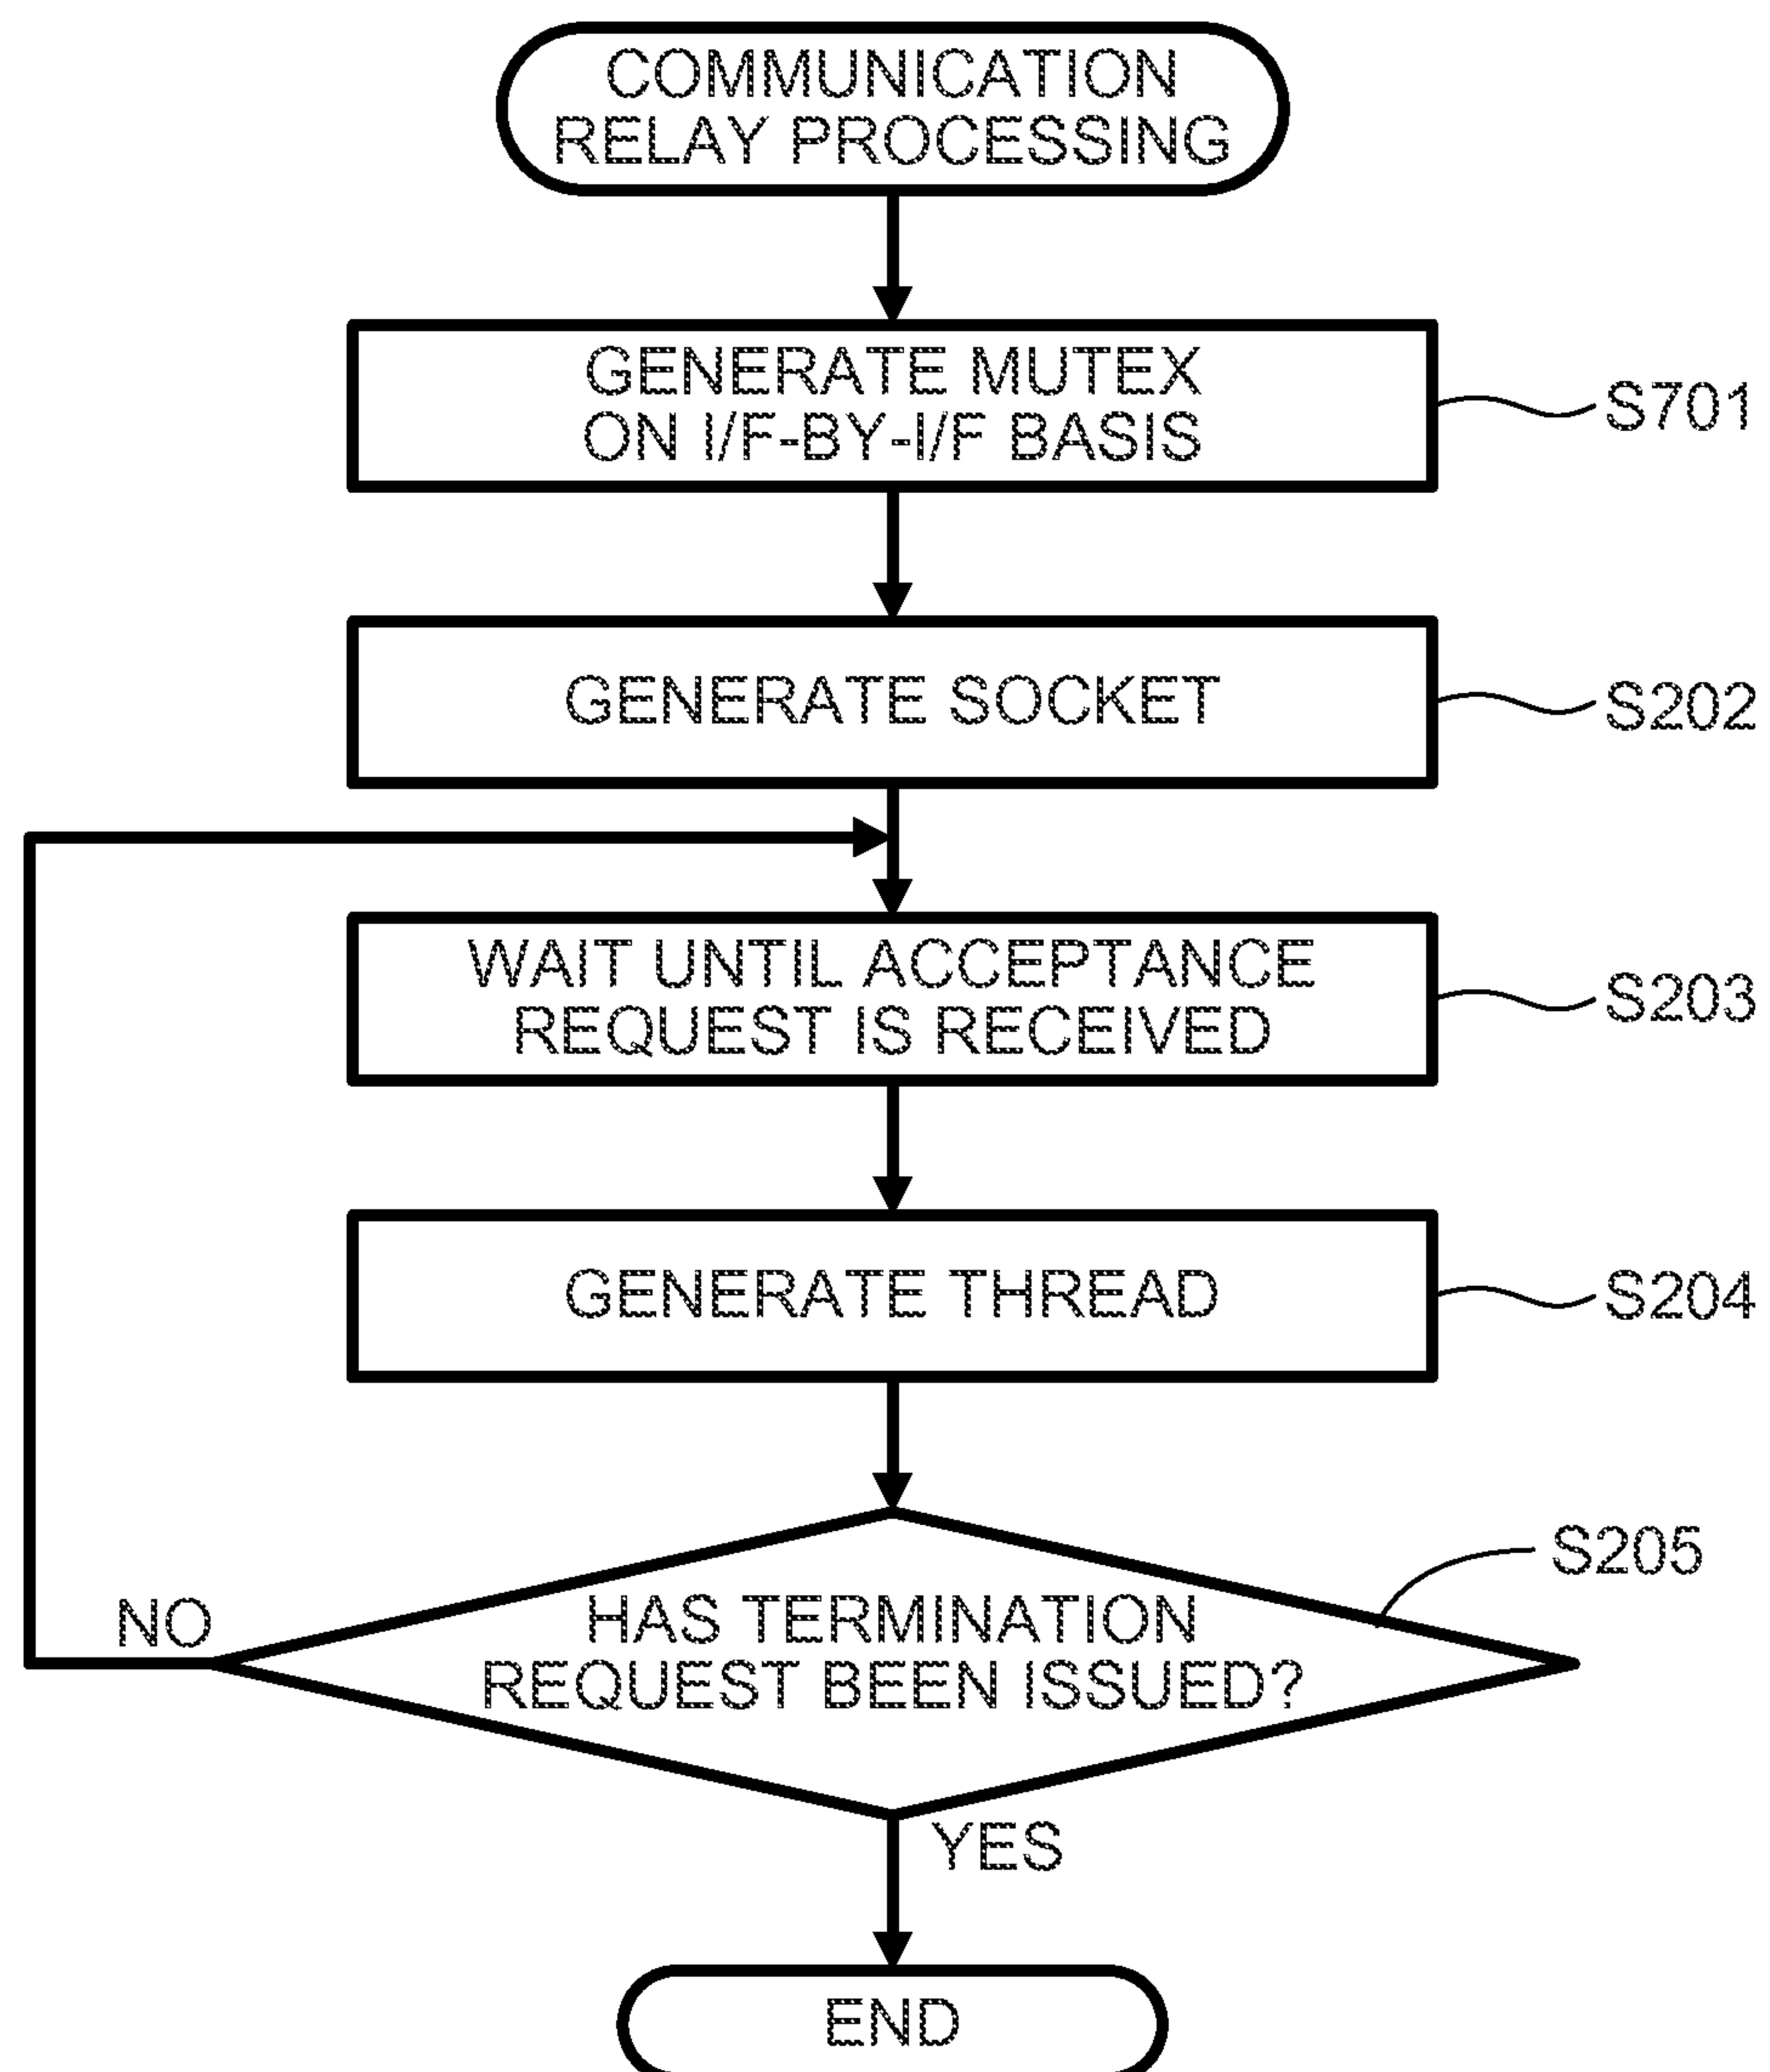 COMMUNICATION
RELAY PROCESSING
GENERATE MUTEX
ON I/F-BY-I/F BASIS
S701
GENERATE SOCKET
S202
WAIT UNTIL ACCEPTANCE
REQUEST IS RECEIVED
S203
GENERATE THREAD
S204
S205
HAS TERMINATION
REQUEST BEEN ISSUED?
NO
YES
END